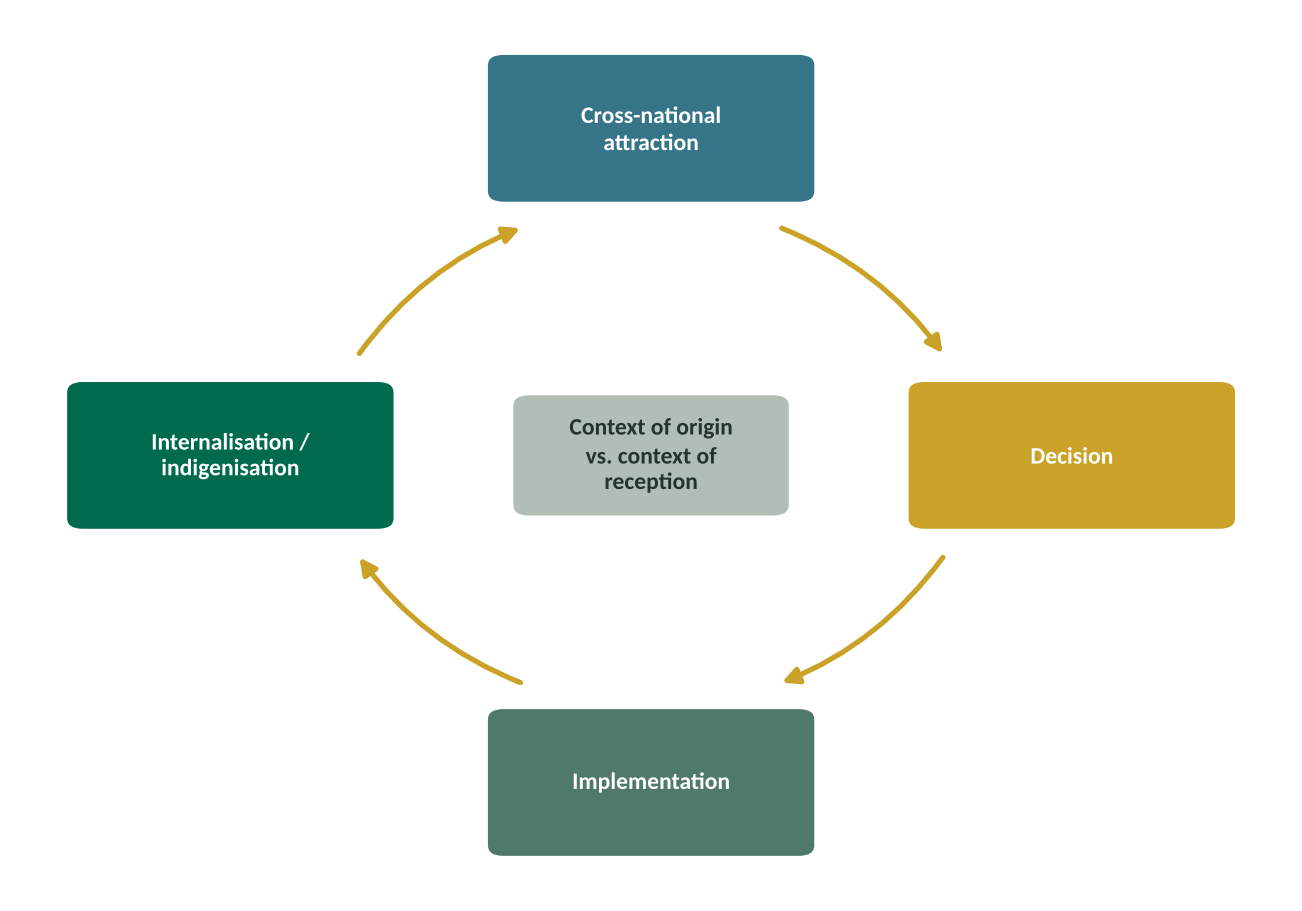 Cross-national
attraction
Internalisation /
indigenisation
Context of origin
vs. context of
reception
Decision
Implementation